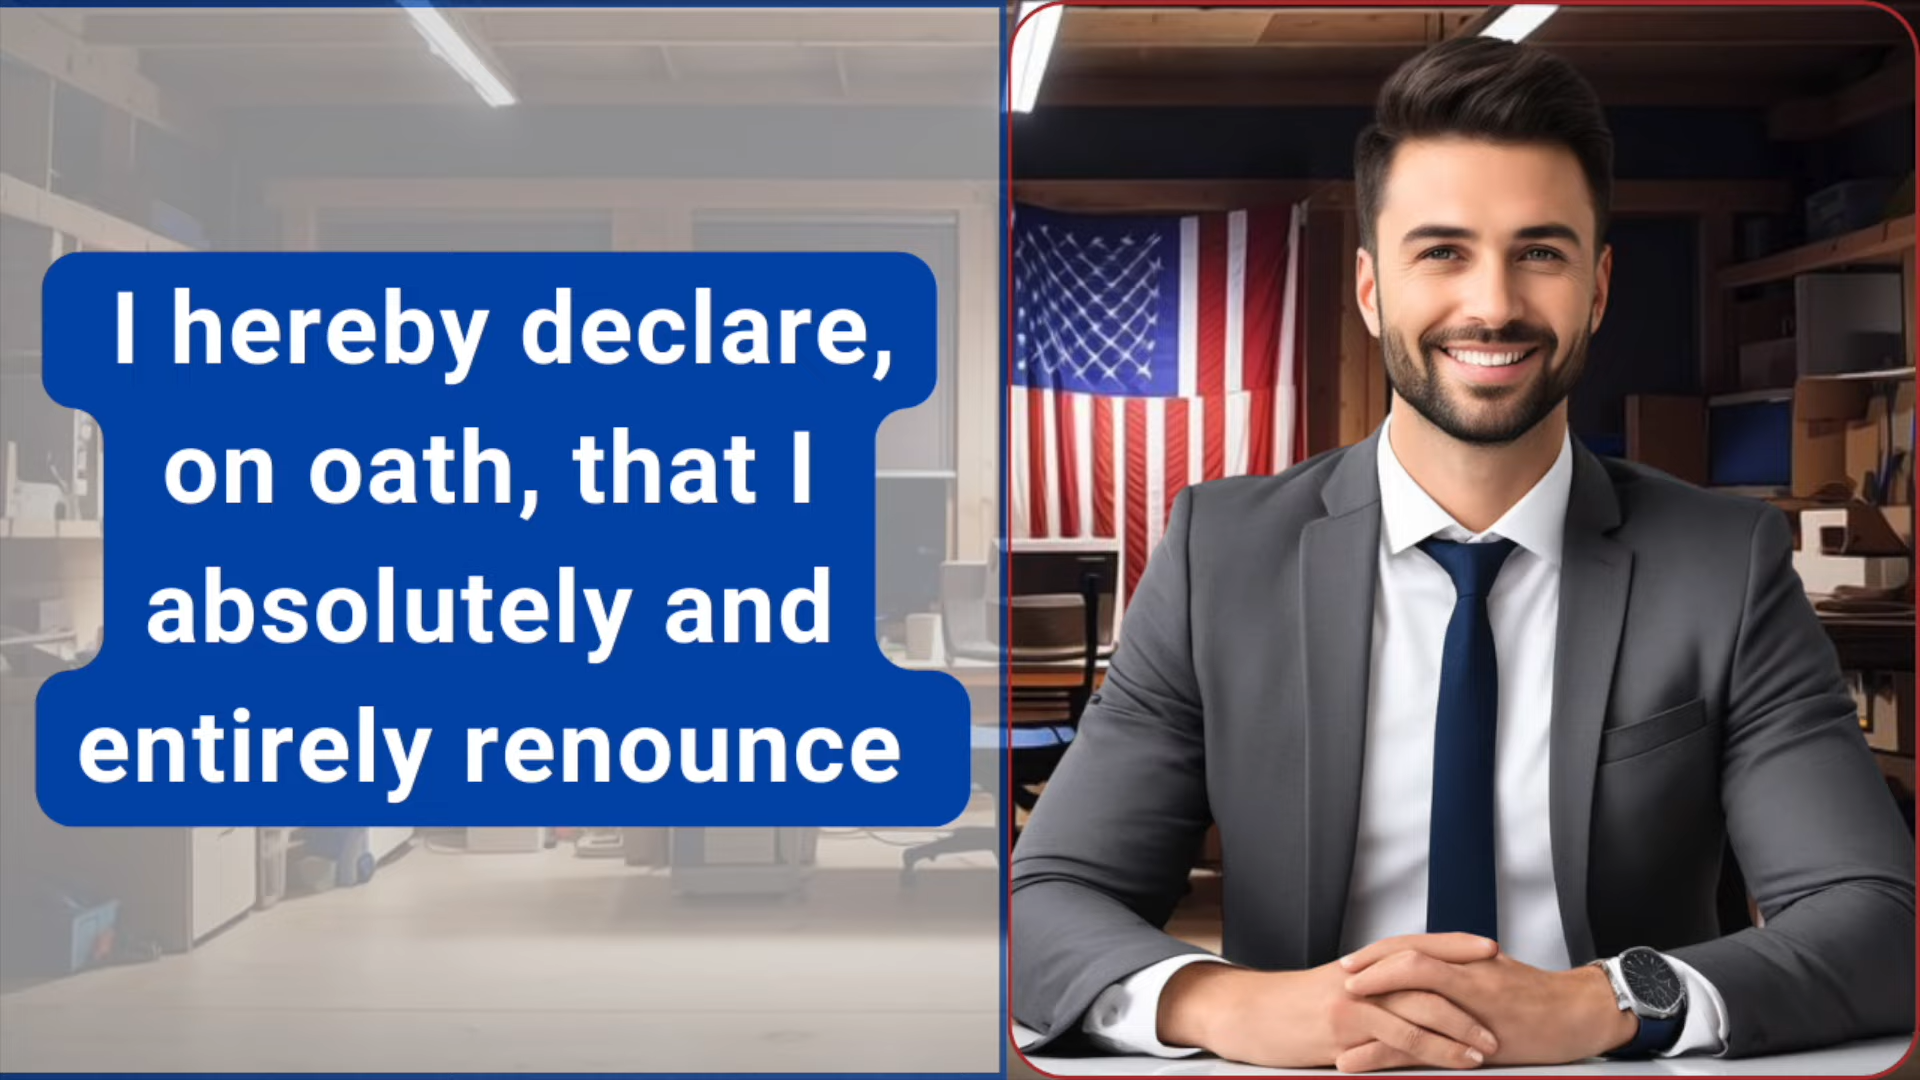 I hereby declare,
on oath, that I
absolutely and
entirely renounce